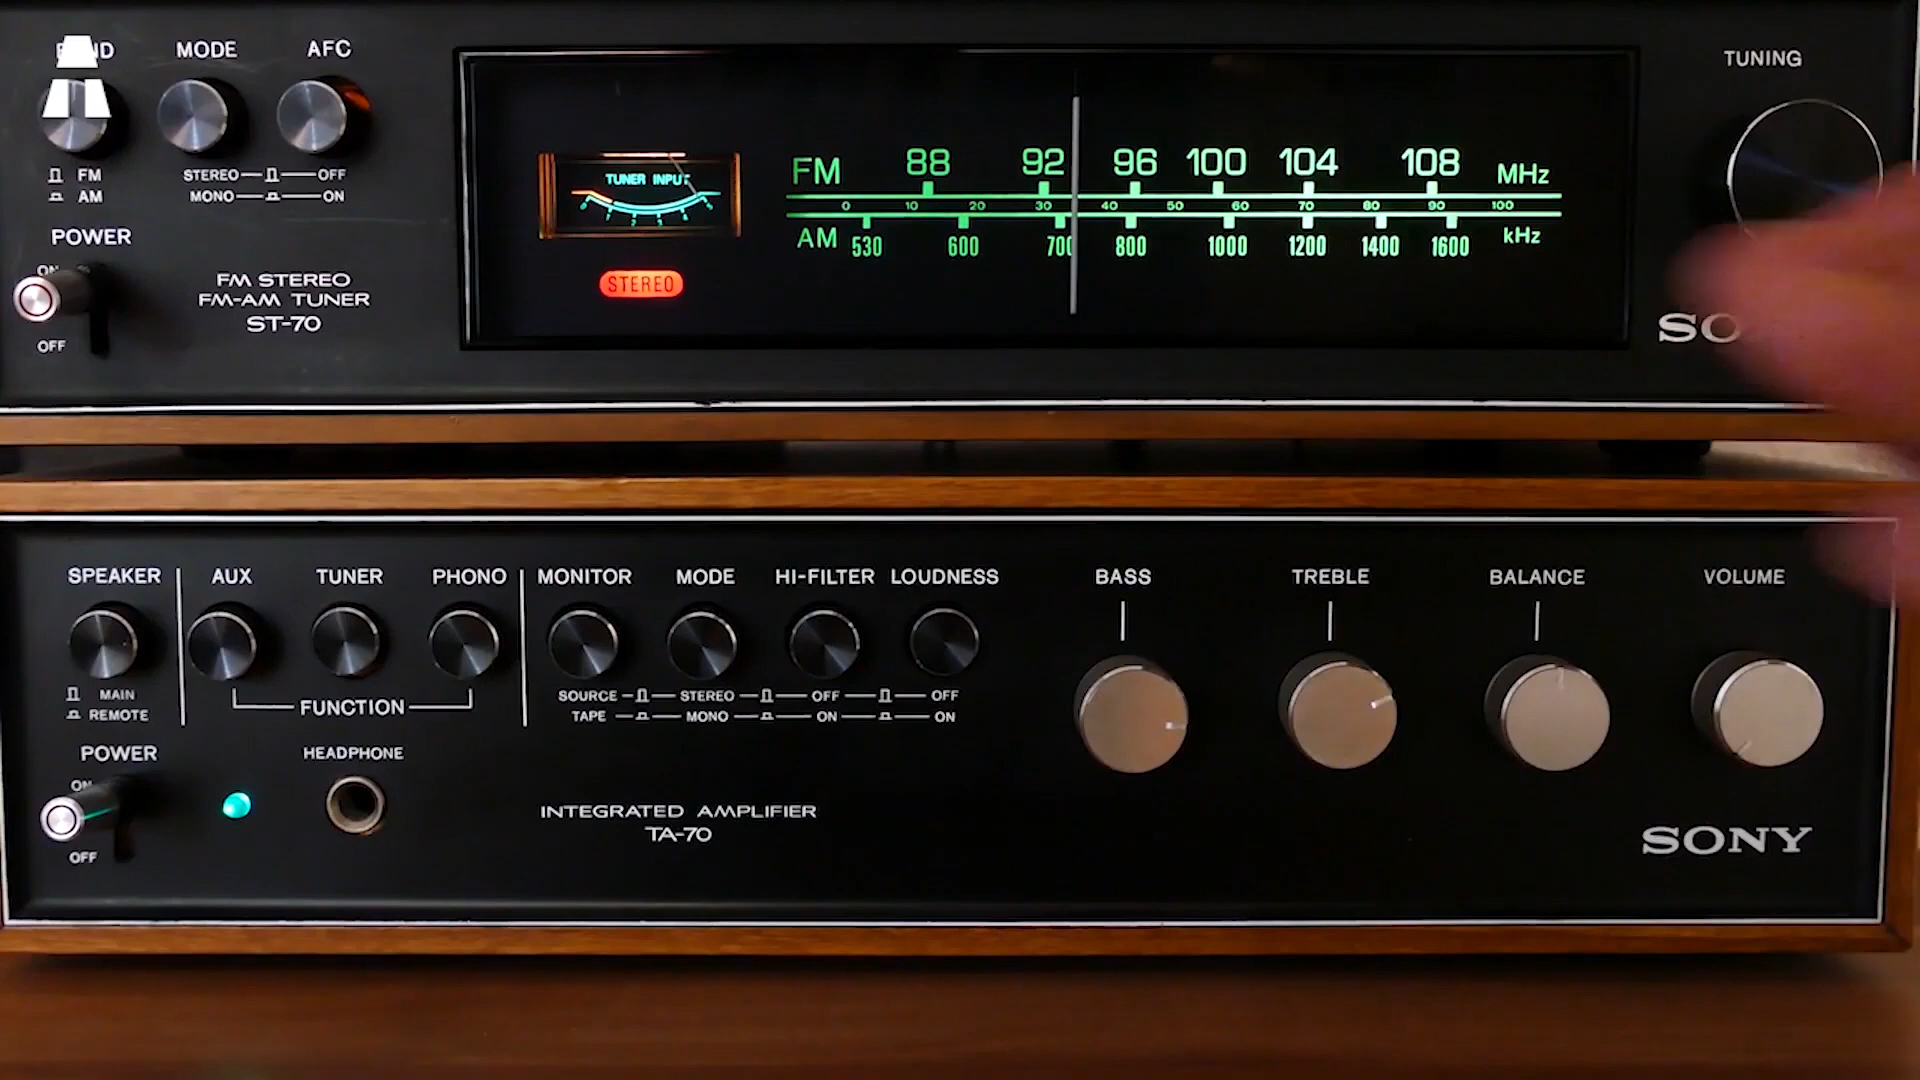 MODE AFC
FM
AM
STEREO OFF
MONO ON
POWER
ON
OFF
FM STEREO
FM-AM TUNER
ST-70
TUNER INPUT
STEREO
FM 88 92 96 100 104 108 MHz
0 10 20 30 40 50 60 70 80 90 100
AM 530 600 700 800 1000 1200 1400 1600 kHz
TUNING
SPEAKER AUX TUNER PHONO MONITOR MODE HI-FILTER LOUDNESS BASS TREBLE BALANCE VOLUME
MAIN
REMOTE
FUNCTION
SOURCE STEREO OFF OFF
TAPE MONO ON ON
POWER
ON
OFF
HEADPHONE
INTEGRATED AMPLIFIER
TA-70
SONY